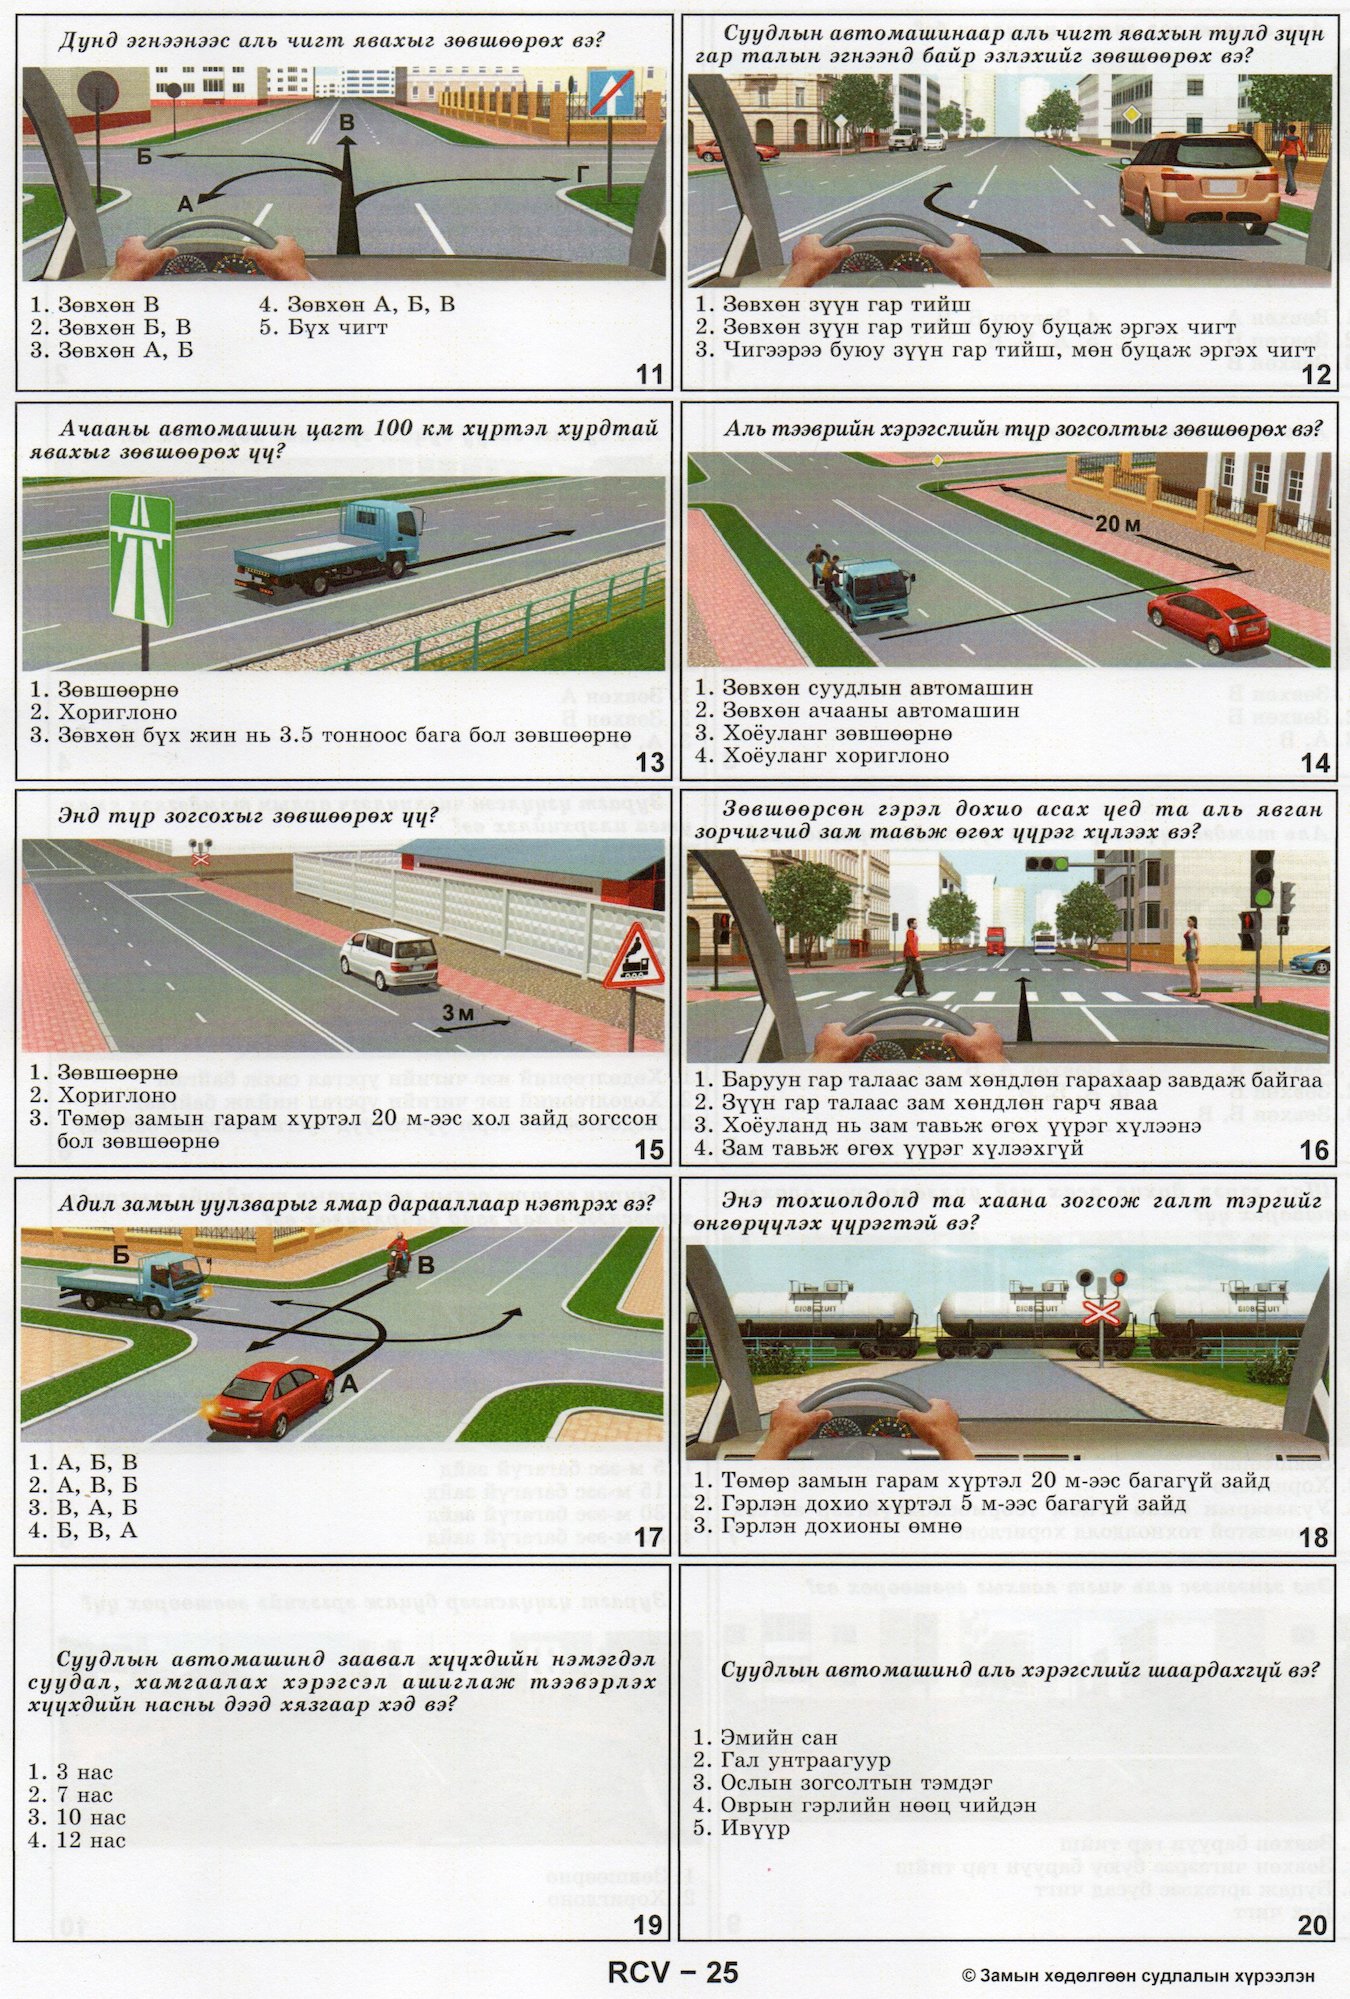 Дунд эгнээнээс аль чигт явахыг зөвшөөрөх вэ?
Б
В
А
Г
1. Зөвхөн В
2. Зөвхөн Б, В
3. Зөвхөн А, Б
4. Зөвхөн А, Б, В
5. Бүх чигт
11
Суудлын автомашинаар аль чигт явахын тулд зүүн
гар талын эгнээнд байр эзлэхийг зөвшөөрөх вэ?
1. Зөвхөн зүүн гар тийш
2. Зөвхөн зүүн гар тийш буюу буцаж эргэх чигт
3. Чигээрээ буюу зүүн гар тийш, мөн буцаж эргэх чигт
12
Ачааны автомашин цагт 100 км хүртэл хурдтай
явахыг зөвшөөрөх үү?
1. Зөвшөөрнө
2. Хориглоно
3. Зөвхөн бүх жин нь 3.5 тонноос бага бол зөвшөөрнө
13
Аль тээврийн хэрэгслийн түр зогсолтыг зөвшөөрөх вэ?
20 м
1. Зөвхөн суудлын автомашин
2. Зөвхөн ачааны автомашин
3. Хоёуланг зөвшөөрнө
4. Хоёуланг хориглоно
14
Энд түр зогсохыг зөвшөөрөх үү?
3 м
1. Зөвшөөрнө
2. Хориглоно
3. Төмөр замын гарам хүртэл 20 м-ээс хол зайд зогссон
бол зөвшөөрнө
15
Зөвшөөрсөн гэрэл дохио асах үед та аль явган
зорчигчид зам тавьж өгөх үүрэг хүлээх вэ?
1. Баруун гар талаас зам хөндлөн гарахаар завдаж байгаа
2. Зүүн гар талаас зам хөндлөн гарч яваа
3. Хоёуланд нь зам тавьж өгөх үүрэг хүлээнэ
4. Зам тавьж өгөх үүрэг хүлээхгүй
16
Адил замын уулзварыг ямар дарааллаар нэвтрэх вэ?
Б
В
А
1. А, Б, В
2. А, В, Б
3. В, А, Б
4. Б, В, А
17
Энэ тохиолдолд та хаана зогсож галт тэргийг
өнгөрүүлэх үүрэгтэй вэ?
1. Төмөр замын гарам хүртэл 20 м-ээс багагүй зайд
2. Гэрлэн дохио хүртэл 5 м-ээс багагүй зайд
3. Гэрлэн дохионы өмнө
18
Суудлын автомашинд заавал хүүхдийн нэмэгдэл
суудал, хамгаалах хэрэгсэл ашиглаж тээвэрлэх
хүүхдийн насны дээд хязгаар хэд вэ?
1. 3 нас
2. 7 нас
3. 10 нас
4. 12 нас
19
Суудлын автомашинд аль хэрэгслийг шаардахгүй вэ?
1. Эмийн сан
2. Гал унтраагуур
3. Ослын зогсолтын тэмдэг
4. Оврын гэрлийн нөөц чийдэн
5. Ивүүр
20
RCV – 25
© Замын хөдөлгөөн судлалын хүрээлэн